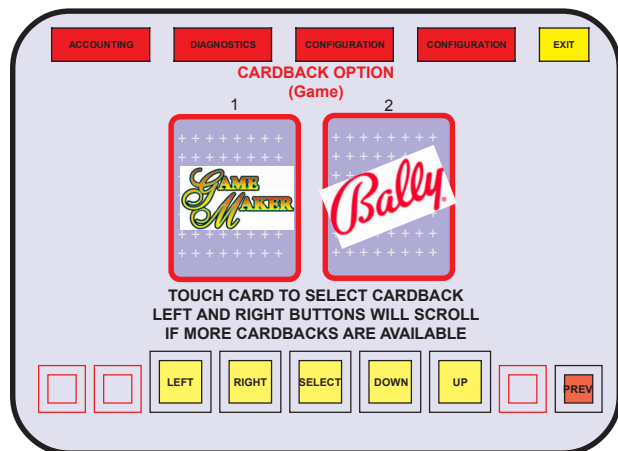 ACCOUNTING DIAGNOSTICS CONFIGURATION CONFIGURATION EXIT
CARDBACK OPTION
(Game)
1 2
GAME MAKER Bally
TOUCH CARD TO SELECT CARDBACK
LEFT AND RIGHT BUTTONS WILL SCROLL
IF MORE CARDBACKS ARE AVAILABLE
LEFT RIGHT SELECT DOWN UP PREV